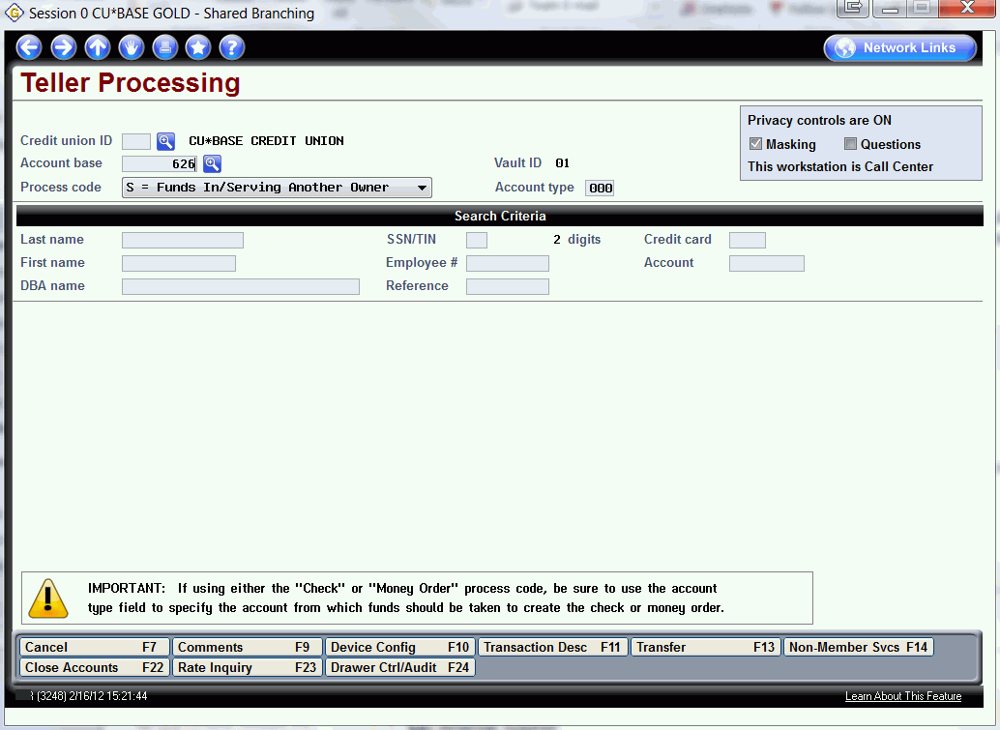 Session 0 CU*BASE GOLD - Shared Branching
Network Links
Teller Processing
Privacy controls are ON
Credit union ID CU*BASE CREDIT UNION
Masking Questions
Account base 626 Vault ID 01
This workstation is Call Center
Process code S = Funds In/Serving Another Owner Account type 000
Search Criteria
Last name SSN/TIN 2 digits Credit card
First name Employee # Account
DBA name Reference
IMPORTANT: If using either the "Check" or "Money Order" process code, be sure to use the account
type field to specify the account from which funds should be taken to create the check or money order.
Cancel F7 Comments F9 Device Config F10 Transaction Desc F11 Transfer F13 Non-Member Svcs F14
Close Accounts F22 Rate Inquiry F23 Drawer Ctrl/Audit F24
(3248) 2/16/12 15:21:44 Learn About This Feature